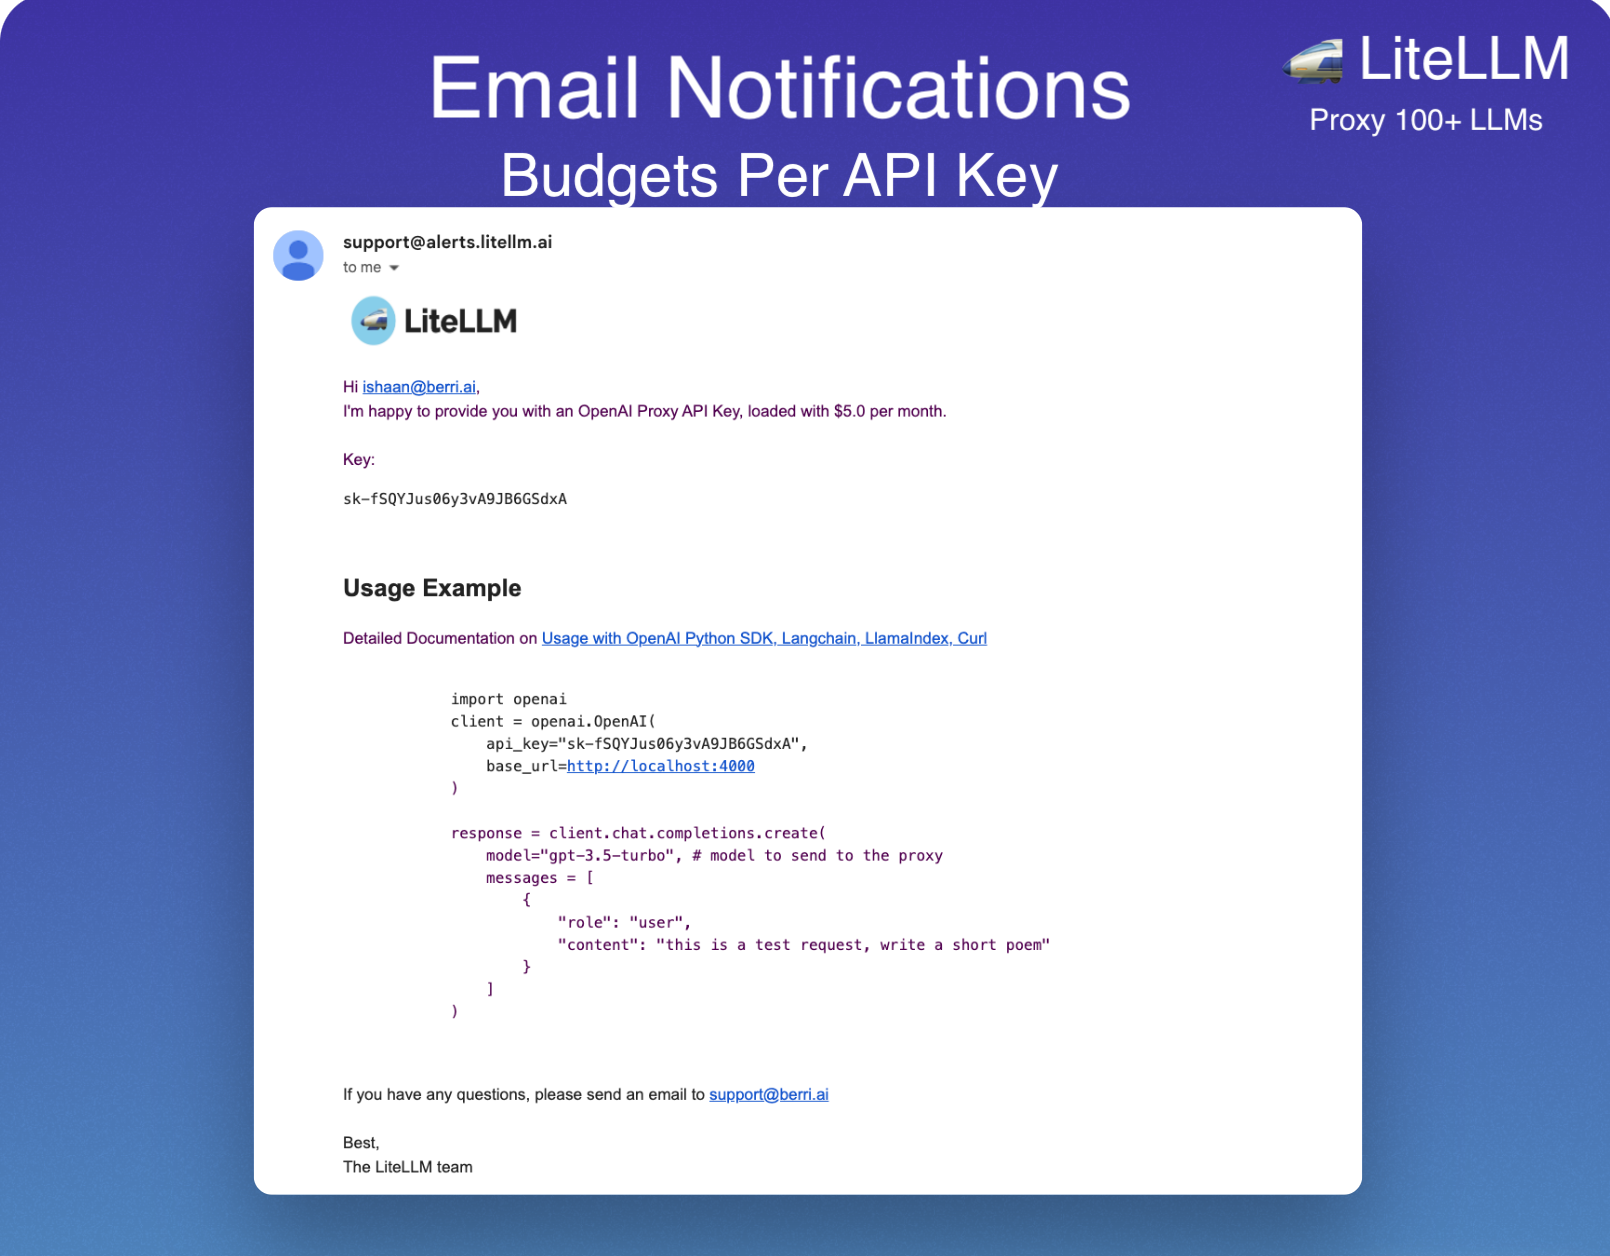 Email Notifications
LiteLLM
Proxy 100+ LLMs
Budgets Per API Key
support@alerts.litellm.ai
to me
LiteLLM
Hi ishaan@berri.ai,
I'm happy to provide you with an OpenAI Proxy API Key, loaded with $5.0 per month.
Key:
sk-fSQYJus06y3vA9JB6GSdxA
Usage Example
Detailed Documentation on Usage with OpenAI Python SDK, Langchain, LlamaIndex, Curl
import openai
client = openai.OpenAI(
    api_key="sk-fSQYJus06y3vA9JB6GSdxA",
    base_url=http://localhost:4000
)
response = client.chat.completions.create(
    model="gpt-3.5-turbo", # model to send to the proxy
    messages = [
        {
            "role": "user",
            "content": "this is a test request, write a short poem"
        }
    ]
)
If you have any questions, please send an email to support@berri.ai
Best,
The LiteLLM team